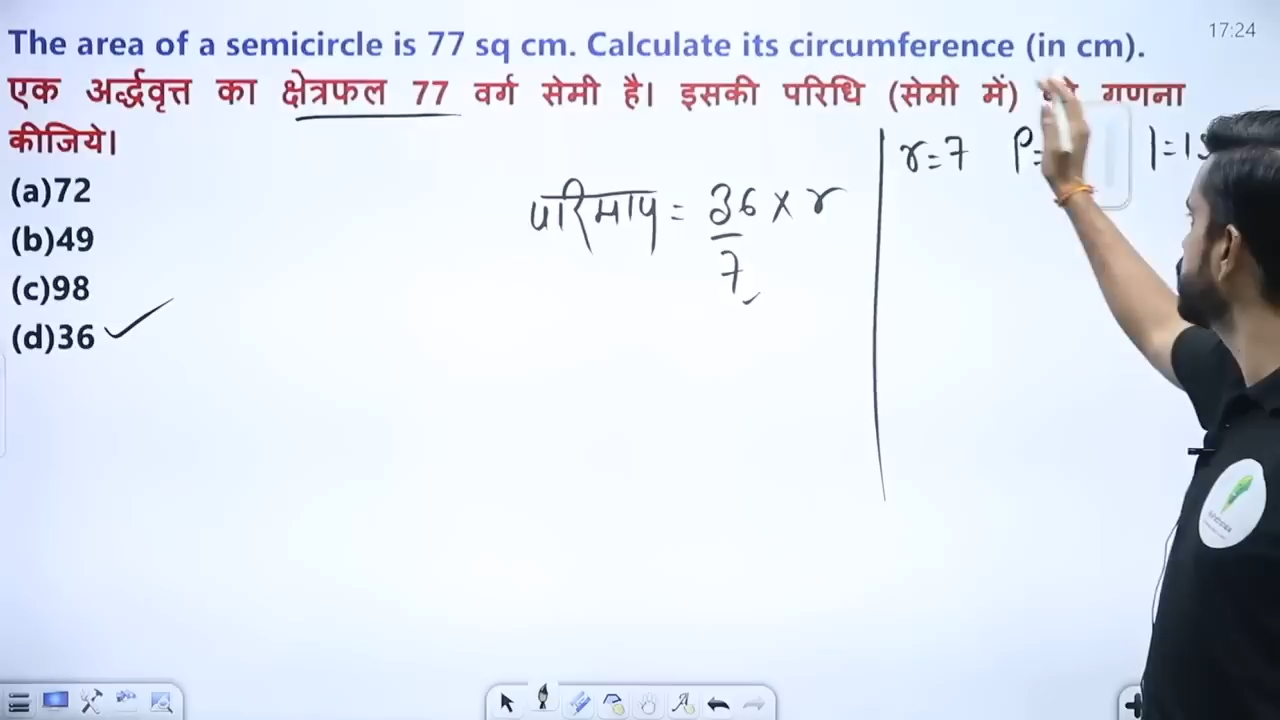 17:24
The area of a semicircle is 77 sq cm. Calculate its circumference (in cm).
एक अर्द्धवृत्त का क्षेत्रफल 77 वर्ग सेमी है। इसकी परिधि (सेमी में) गणना
कीजिये।
(a)72
(b)49
(c)98
(d)36
परिमाप = 36/7 × r
r=7 P= l=